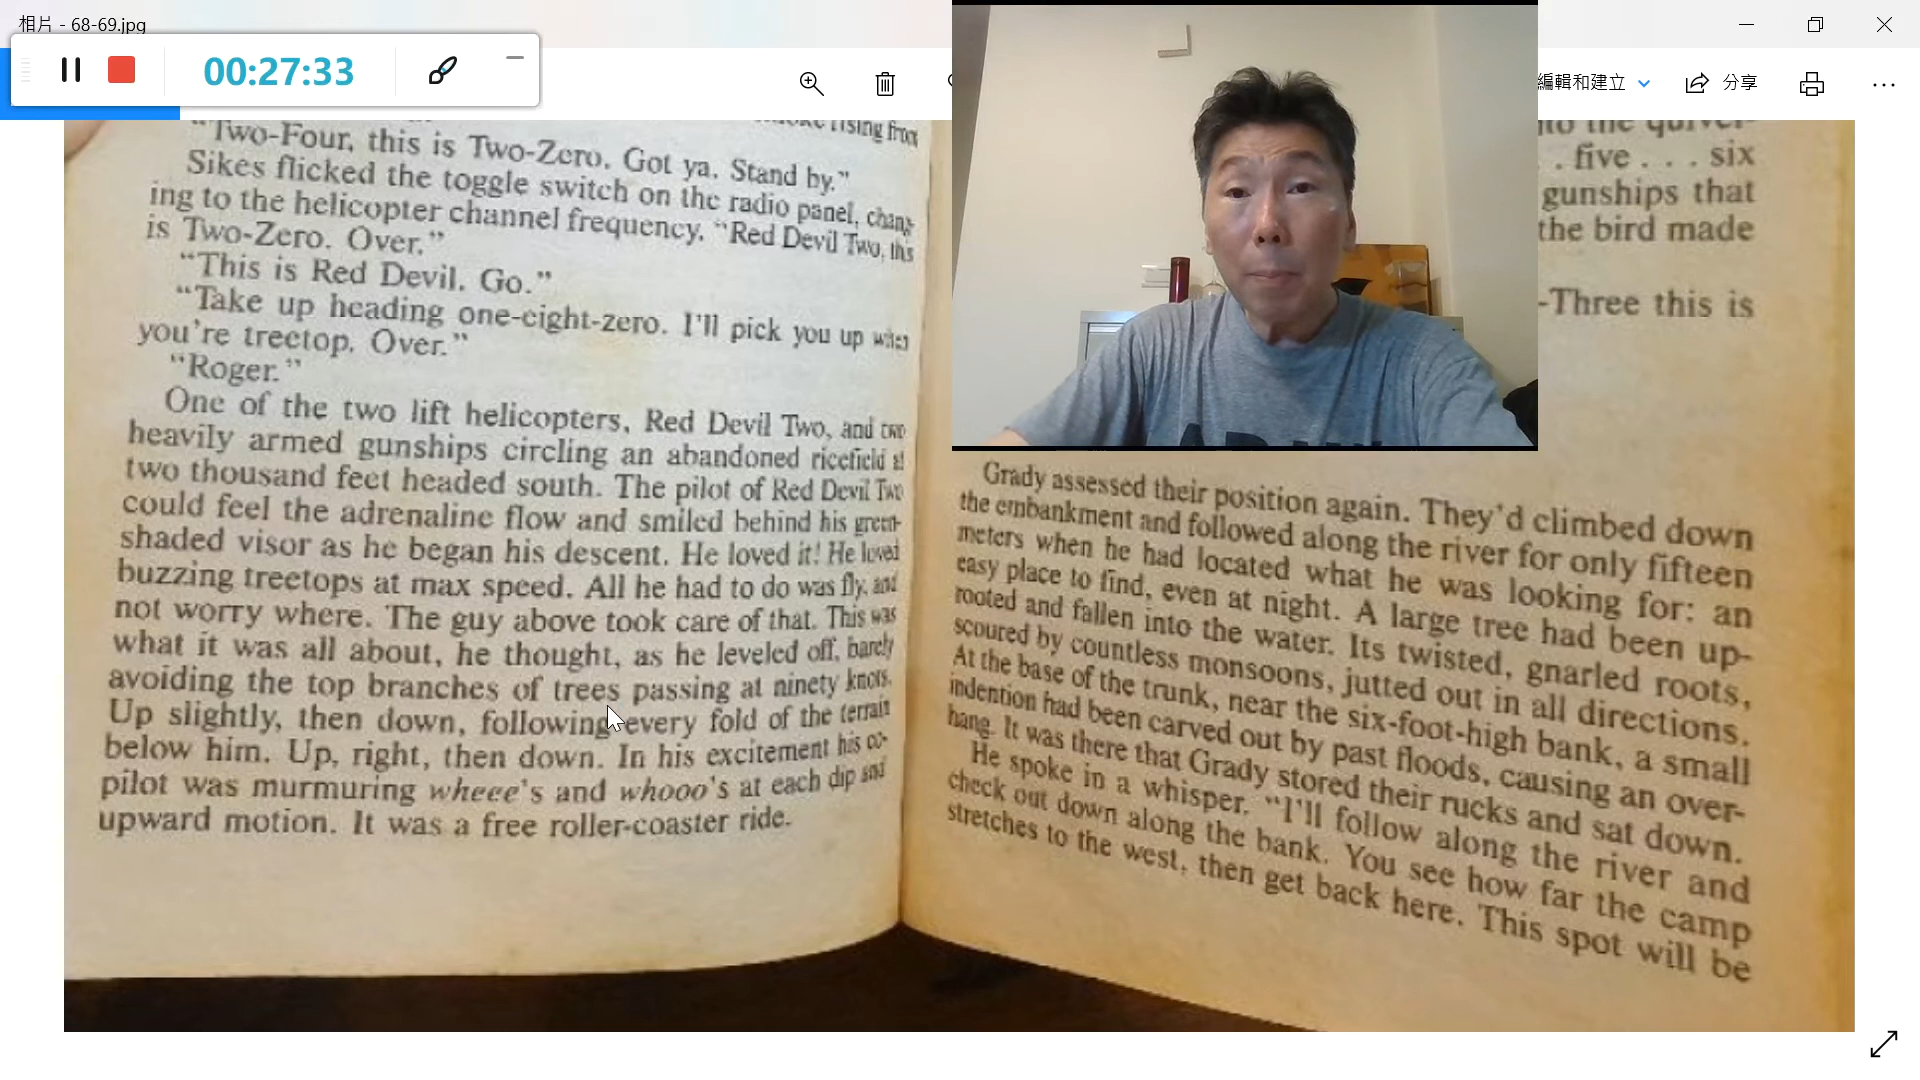 相片 - 68-69.jpg
00:27:33
編輯和建立
分享
rising from
"Two-Four, this is Two-Zero. Got ya. Stand by."
Sikes flicked the toggle switch on the radio panel, chang-
ing to the helicopter channel frequency. "Red Devil Two, this
is Two-Zero. Over."
"This is Red Devil. Go."
"Take up heading one-eight-zero. I'll pick you up when
you're treetop. Over."
"Roger."
One of the two lift helicopters, Red Devil Two, and two
heavily armed gunships circling an abandoned ricefield at
two thousand feet headed south. The pilot of Red Devil Two
could feel the adrenaline flow and smiled behind his green-
shaded visor as he began his descent. He loved it! He loved
buzzing treetops at max speed. All he had to do was fly, and
not worry where. The guy above took care of that. This was
what it was all about, he thought, as he leveled off, barely
avoiding the top branches of trees passing at ninety knots.
Up slightly, then down, following every fold of the terrain
below him. Up, right, then down. In his excitement his co-
pilot was murmuring wheee's and whooo's at each dip and
upward motion. It was a free roller-coaster ride.
into the quiver-
. . five . . . six
gunships that
the bird made
-Three this is
Grady assessed their position again. They'd climbed down
the embankment and followed along the river for only fifteen
meters when he had located what he was looking for: an
easy place to find, even at night. A large tree had been up-
rooted and fallen into the water. Its twisted, gnarled roots,
scoured by countless monsoons, jutted out in all directions.
At the base of the trunk, near the six-foot-high bank, a small
indention had been carved out by past floods, causing an over-
hang. It was there that Grady stored their rucks and sat down.
He spoke in a whisper. "I'll follow along the river and
check out down along the bank. You see how far the camp
stretches to the west, then get back here. This spot will be